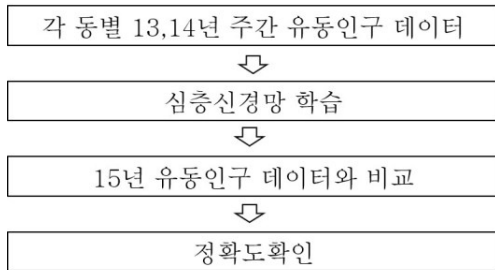 각 동별 13,14년 주간 유동인구 데이터
심층신경망 학습
15년 유동인구 데이터와 비교
정확도확인